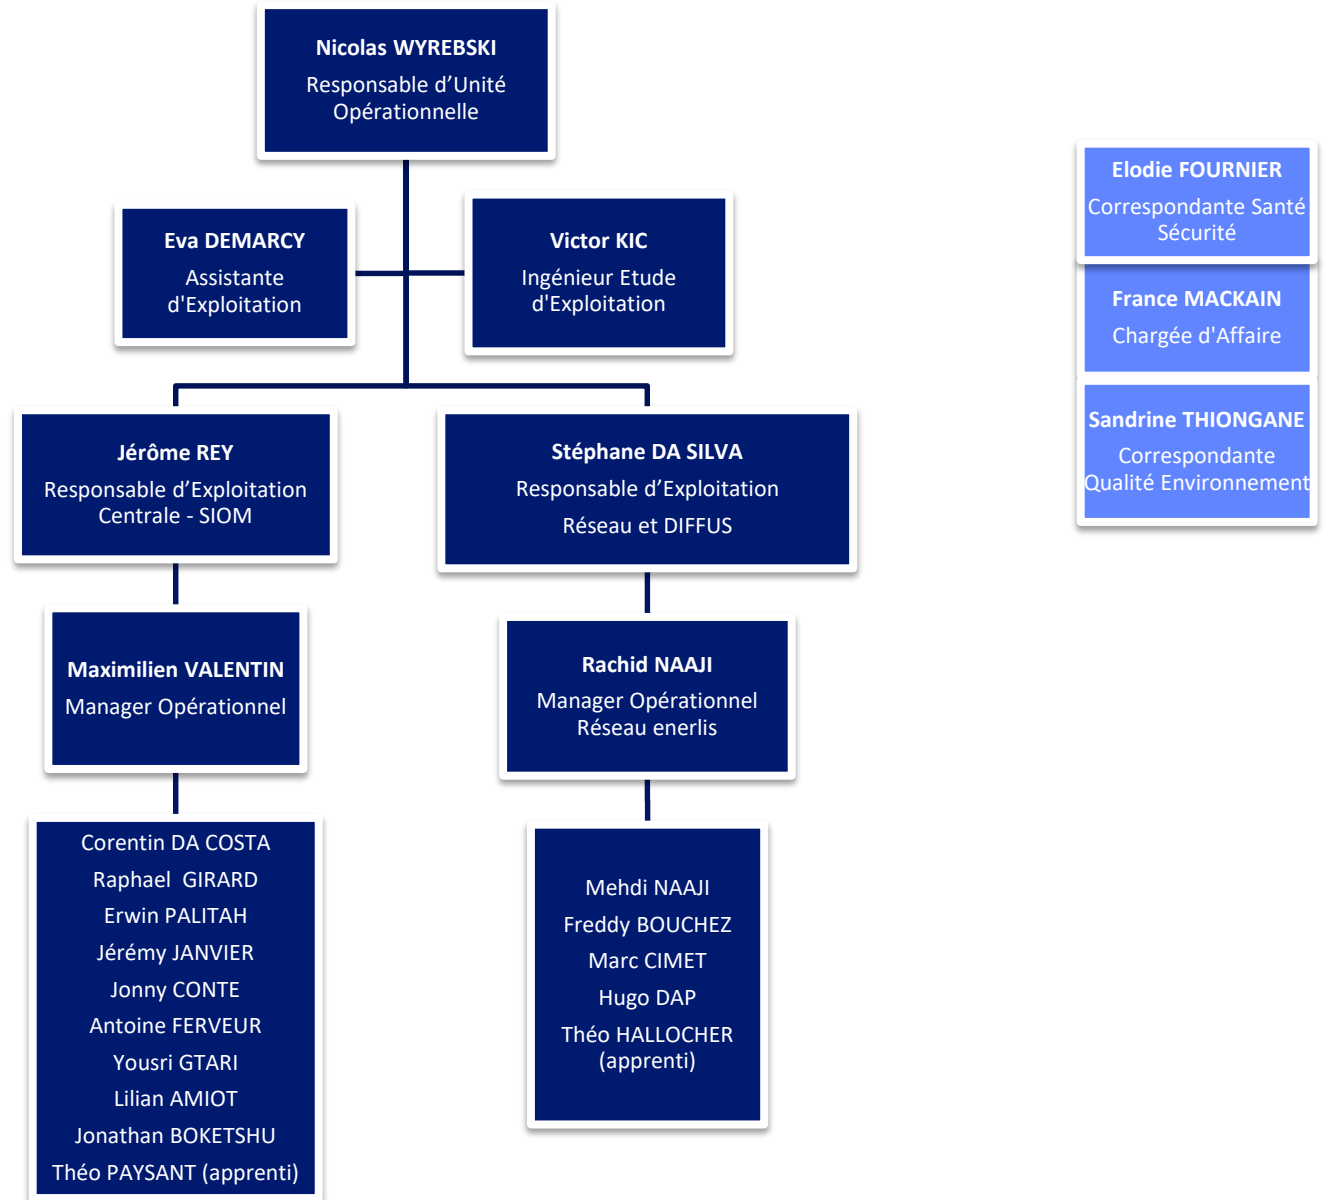 Nicolas WYREBSKI
Responsable d’Unité
Opérationnelle
Eva DEMARCY
Assistante
d'Exploitation
Victor KIC
Ingénieur Etude
d'Exploitation
Elodie FOURNIER
Correspondante Santé
Sécurité
France MACKAIN
Chargée d'Affaire
Sandrine THIONGANE
Correspondante
Qualité Environnement
Jérôme REY
Responsable d’Exploitation
Centrale - SIOM
Stéphane DA SILVA
Responsable d’Exploitation
Réseau et DIFFUS
Maximilien VALENTIN
Manager Opérationnel
Rachid NAAJI
Manager Opérationnel
Réseau enerlis
Corentin DA COSTA
Raphael  GIRARD
Erwin PALITAH
Jérémy JANVIER
Jonny CONTE
Antoine FERVEUR
Yousri GTARI
Lilian AMIOT
Jonathan BOKETSHU
Théo PAYSANT (apprenti)
Mehdi NAAJI
Freddy BOUCHEZ
Marc CIMET
Hugo DAP
Théo HALLOCHER
(apprenti)